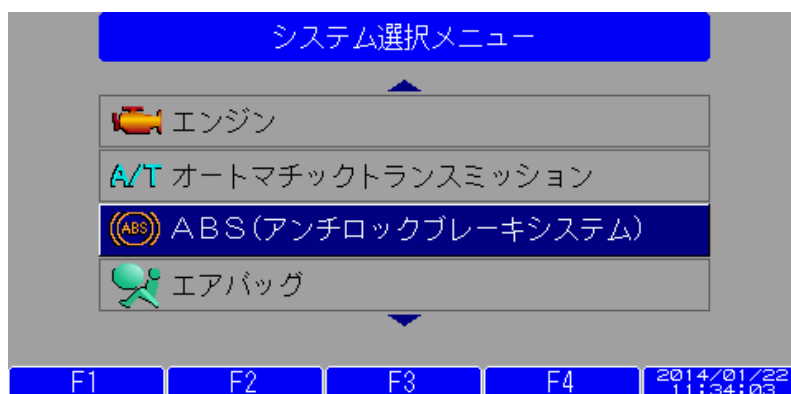 システム選択メニュー
エンジン
A/T オートマチックトランスミッション
(ABS) ABS(アンチロックブレーキシステム)
エアバッグ
F1 F2 F3 F4 2014/01/22
11:34:03